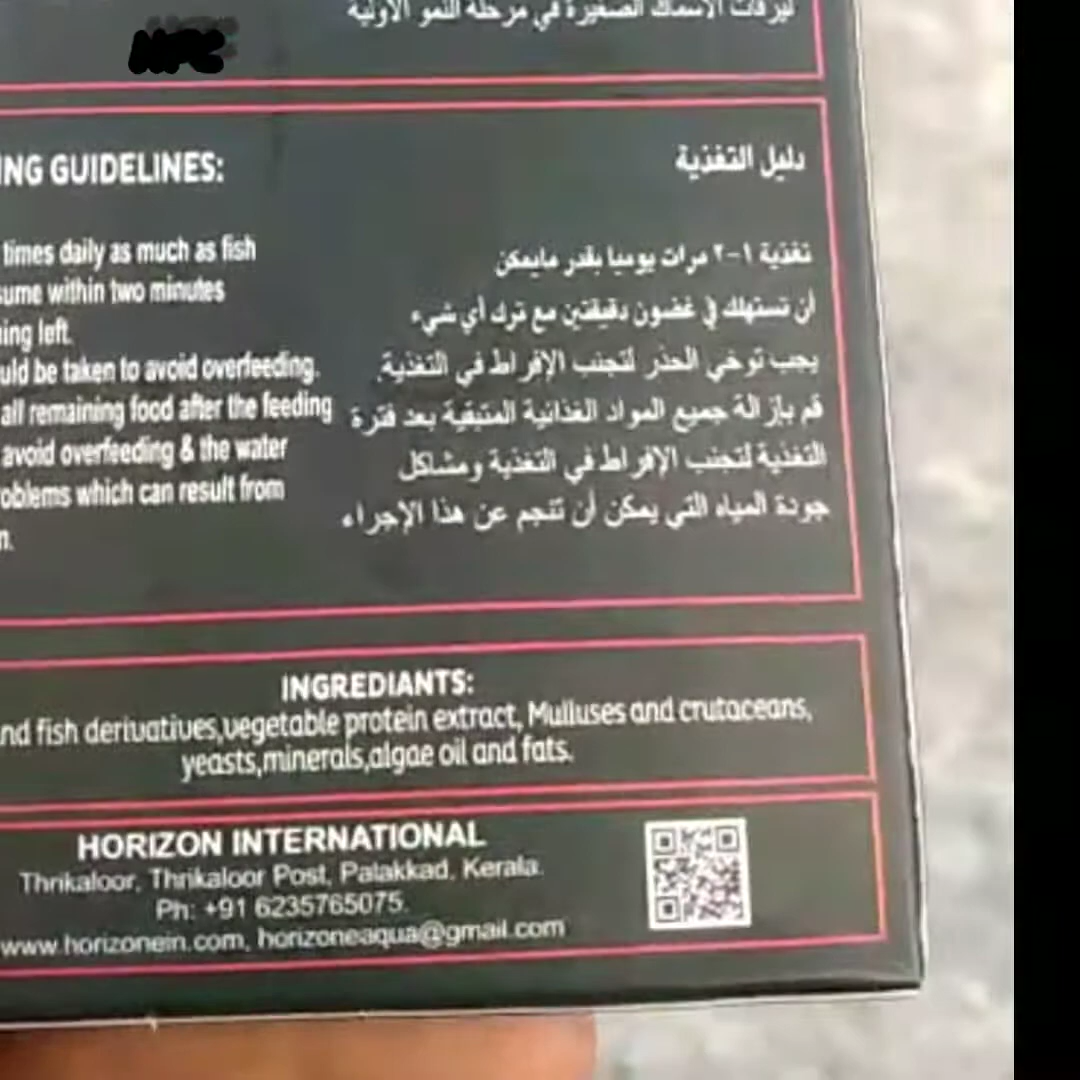 ليرقات الأسماك الصغيرة في مرحلة النمو الأولية
NFC
ING GUIDELINES:
times daily as much as fish
sume within two minutes
ing left.
uld be taken to avoid overfeeding.
all remaining food after the feeding
avoid overfeeding & the water
oblems which can result from
n.
دليل التغذية
تغذية ١-٢ مرات يوميا بقدر مايمكن
أن تستهلك في غضون دقيقتين مع ترك أي شيء
يجب توخي الحذر لتجنب الإفراط في التغذية.
قم بإزالة جميع المواد الغذائية المتبقية بعد فترة
التغذية لتجنب الإفراط في التغذية ومشاكل
جودة المياه التي يمكن أن تنجم عن هذا الإجراء
INGREDIANTS:
nd fish derivatives,vegetable protein extract, Mulluses and crutaceans,
yeasts,minerals,algae oil and fats.
HORIZON INTERNATIONAL
Thrikaloor, Thrikaloor Post, Palakkad, Kerala.
Ph: +91 6235765075.
www.horizonein.com, horizoneaqua@gmail.com